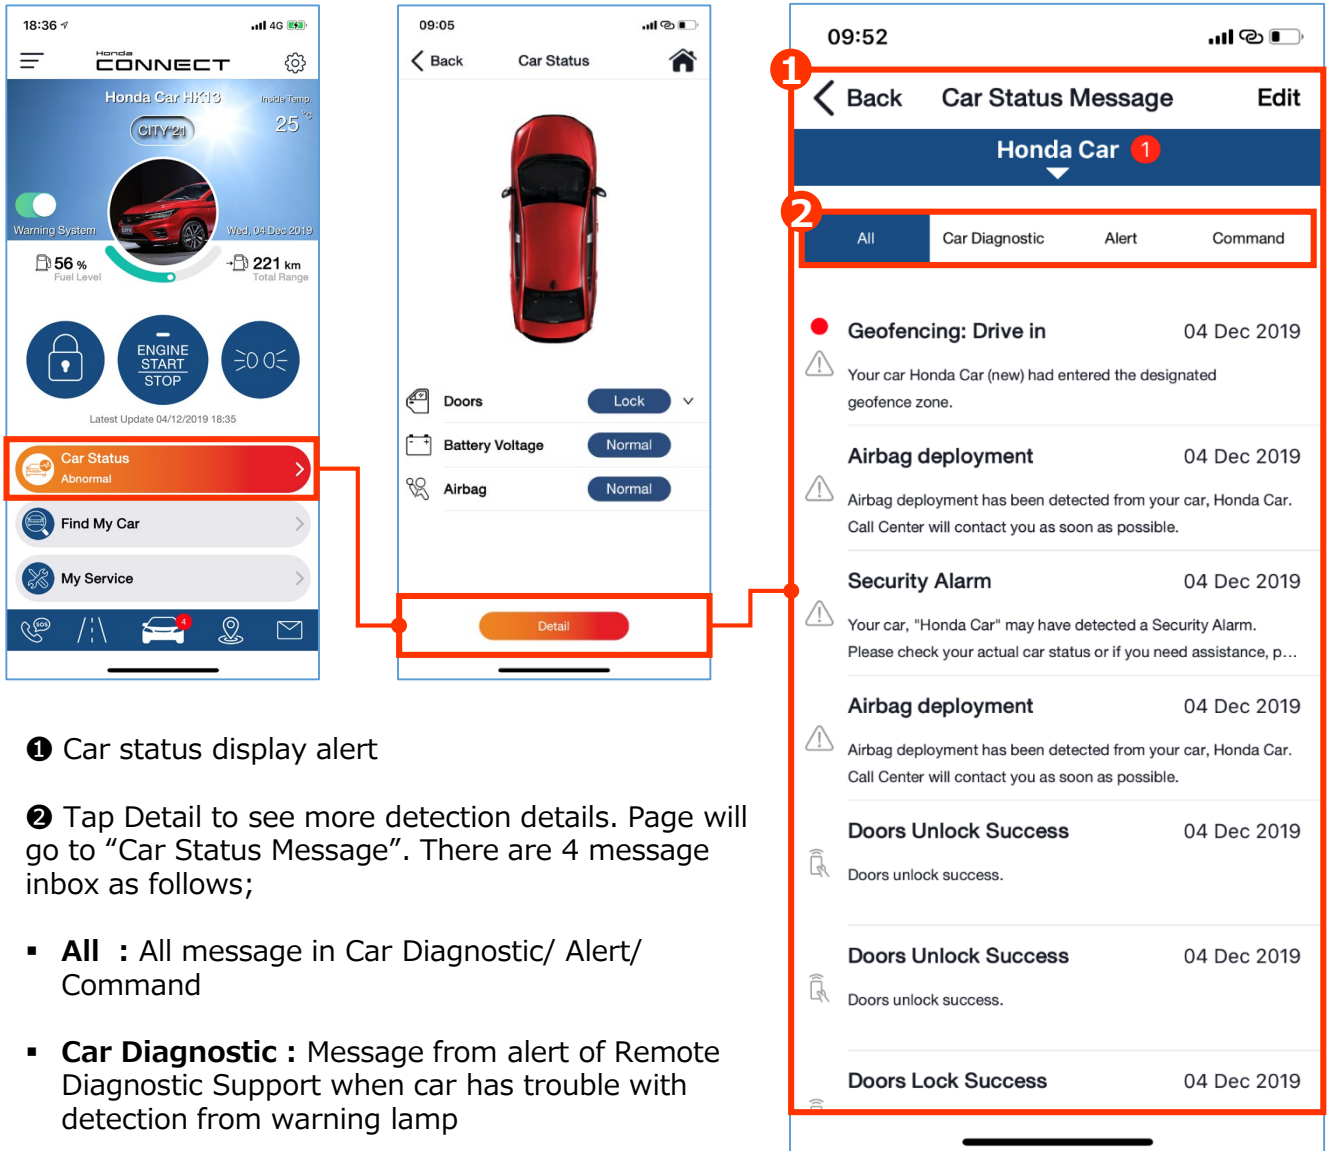 18:36
4G
Honda
CONNECT
Honda Car HK13
Inside Temp.
CITY'21
25 °C
Warning System
Wed, 04 Dec 2019
56 %
Fuel Level
221 km
Total Range
ENGINE
START
STOP
Latest Update 04/12/2019 18:35
Car Status
Abnormal
Find My Car
My Service
SOS
4
09:05
Back
Car Status
Doors
Lock
Battery Voltage
Normal
Airbag
Normal
Detail
09:52
1
Back
Car Status Message
Edit
Honda Car 1
2
All
Car Diagnostic
Alert
Command
Geofencing: Drive in
04 Dec 2019
Your car Honda Car (new) had entered the designated
geofence zone.
Airbag deployment
04 Dec 2019
Airbag deployment has been detected from your car, Honda Car.
Call Center will contact you as soon as possible.
Security Alarm
04 Dec 2019
Your car, "Honda Car" may have detected a Security Alarm.
Please check your actual car status or if you need assistance, p...
Airbag deployment
04 Dec 2019
Airbag deployment has been detected from your car, Honda Car.
Call Center will contact you as soon as possible.
Doors Unlock Success
04 Dec 2019
Doors unlock success.
Doors Unlock Success
04 Dec 2019
Doors unlock success.
Doors Lock Success
04 Dec 2019
❶ Car status display alert
❷ Tap Detail to see more detection details. Page will
go to “Car Status Message”. There are 4 message
inbox as follows;
▪ All : All message in Car Diagnostic/ Alert/
Command
▪ Car Diagnostic : Message from alert of Remote
Diagnostic Support when car has trouble with
detection from warning lamp